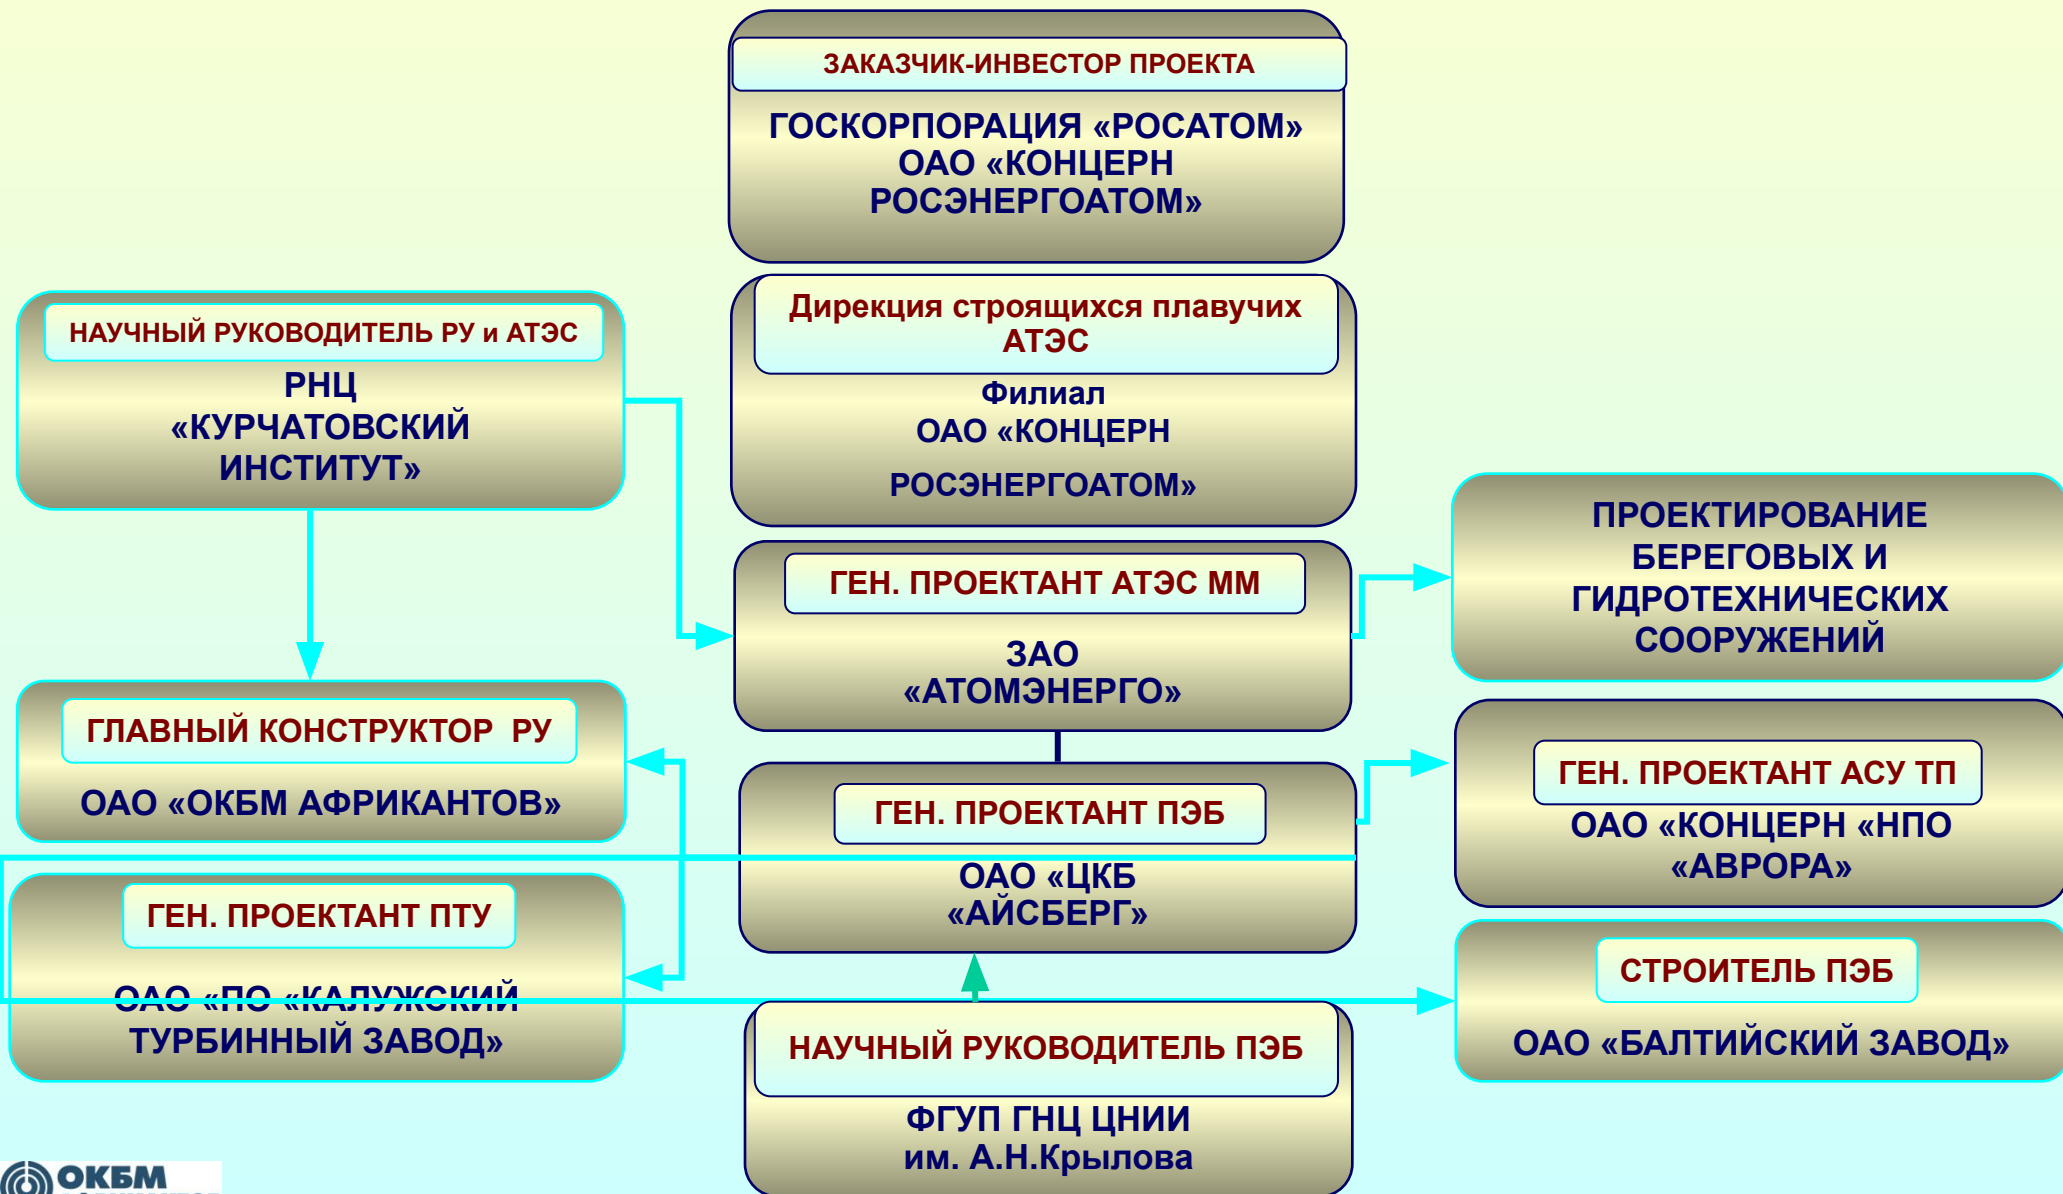 ЗАКАЗЧИК-ИНВЕСТОР ПРОЕКТА
ГОСКОРПОРАЦИЯ «РОСАТОМ»
ОАО «КОНЦЕРН
РОСЭНЕРГОАТОМ»
Дирекция строящихся плавучих
АТЭС
Филиал
ОАО «КОНЦЕРН
РОСЭНЕРГОАТОМ»
НАУЧНЫЙ РУКОВОДИТЕЛЬ РУ и АТЭС
РНЦ
«КУРЧАТОВСКИЙ
ИНСТИТУТ»
ГЕН. ПРОЕКТАНТ АТЭС ММ
ЗАО
«АТОМЭНЕРГО»
ПРОЕКТИРОВАНИЕ
БЕРЕГОВЫХ И
ГИДРОТЕХНИЧЕСКИХ
СООРУЖЕНИЙ
ГЛАВНЫЙ КОНСТРУКТОР РУ
ОАО «ОКБМ АФРИКАНТОВ»
ГЕН. ПРОЕКТАНТ ПЭБ
ОАО «ЦКБ
«АЙСБЕРГ»
ГЕН. ПРОЕКТАНТ АСУ ТП
ОАО «КОНЦЕРН «НПО
«АВРОРА»
ГЕН. ПРОЕКТАНТ ПТУ
ОАО «ПО «КАЛУЖСКИЙ
ТУРБИННЫЙ ЗАВОД»
НАУЧНЫЙ РУКОВОДИТЕЛЬ ПЭБ
ФГУП ГНЦ ЦНИИ
им. А.Н.Крылова
СТРОИТЕЛЬ ПЭБ
ОАО «БАЛТИЙСКИЙ ЗАВОД»
ОКБМ